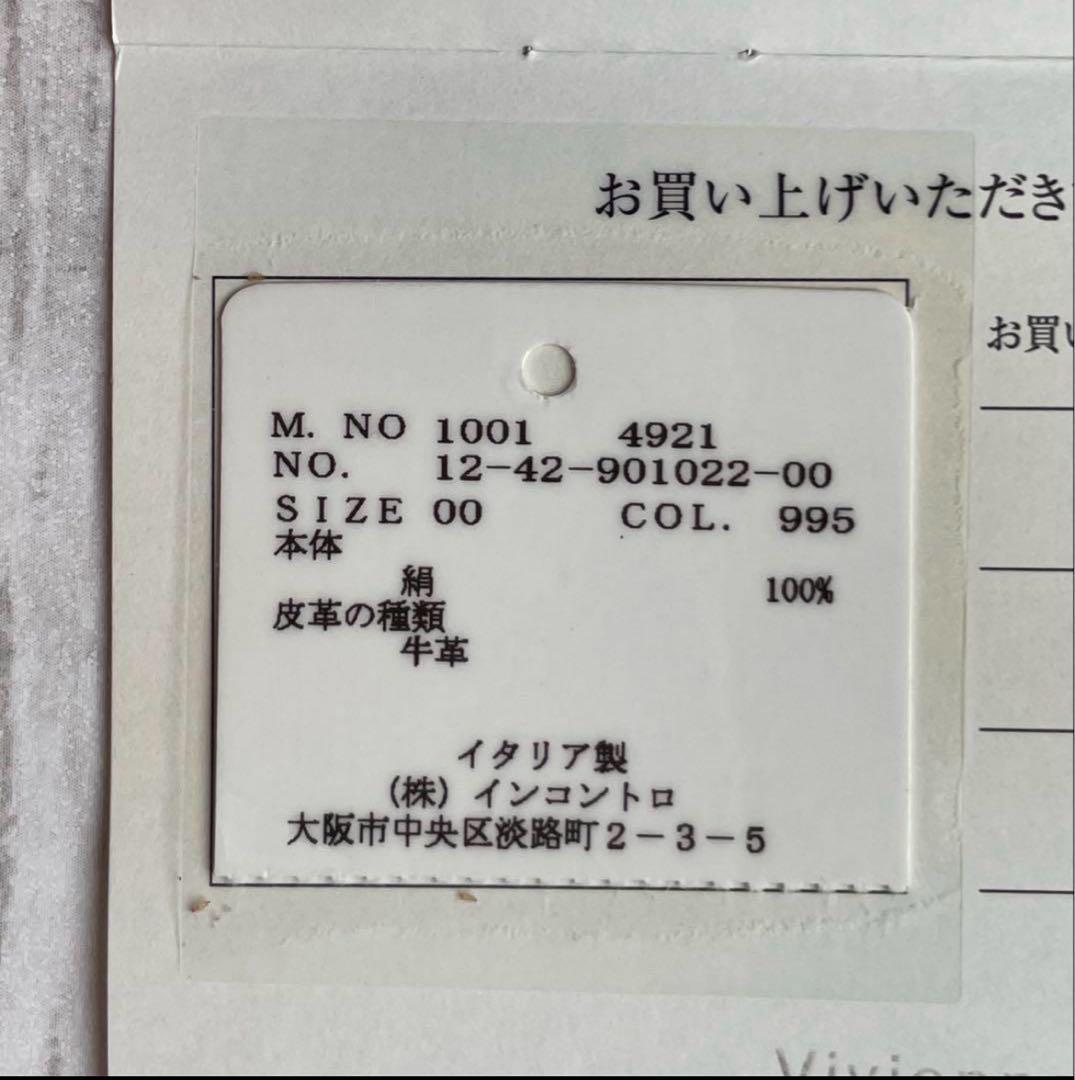 お買い上げいただき
お買い
M. NO 1001 4921
NO. 12-42-901022-00
SIZE 00 COL. 995
本体
絹 100%
皮革の種類
牛革
イタリア製
(株) インコントロ
大阪市中央区淡路町2-3-5